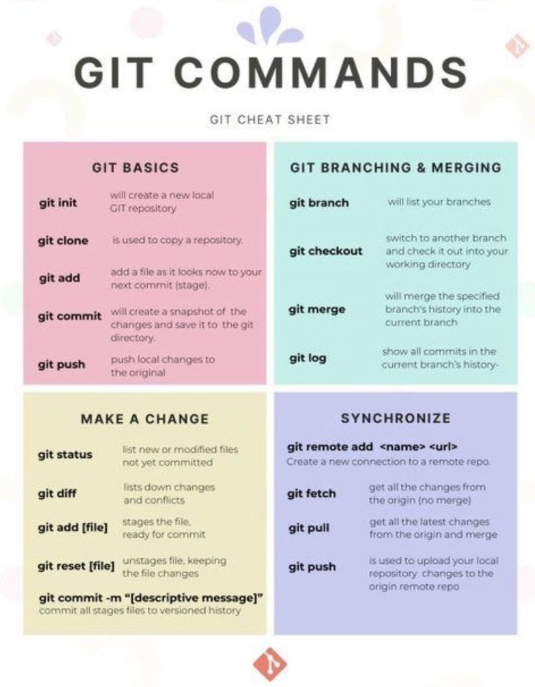 GIT COMMANDS
GIT CHEAT SHEET
GIT BASICS
git init
will create a new local
GIT repository
git clone
is used to copy a repository.
git add
add a file as it looks now to your
next commit (stage).
git commit
will create a snapshot of the
changes and save it to the git
directory.
git push
push local changes to
the original
GIT BRANCHING & MERGING
git branch
will list your branches
git checkout
switch to another branch
and check it out into your
working directory
git merge
will merge the specified
branch's history into the
current branch
git log
show all commits in the
current branch's history-
MAKE A CHANGE
git status
list new or modified files
not yet committed
git diff
lists down changes
and conflicts
git add [file]
stages the file,
ready for commit
git reset [file]
unstages file, keeping
the file changes
git commit -m “[descriptive message]”
commit all stages files to versioned history
SYNCHRONIZE
git remote add <name> <url>
Create a new connection to a remote repo.
git fetch
get all the changes from
the origin (no merge)
git pull
get all the latest changes
from the origin and merge
git push
is used to upload your local
repository changes to the
origin remote repo